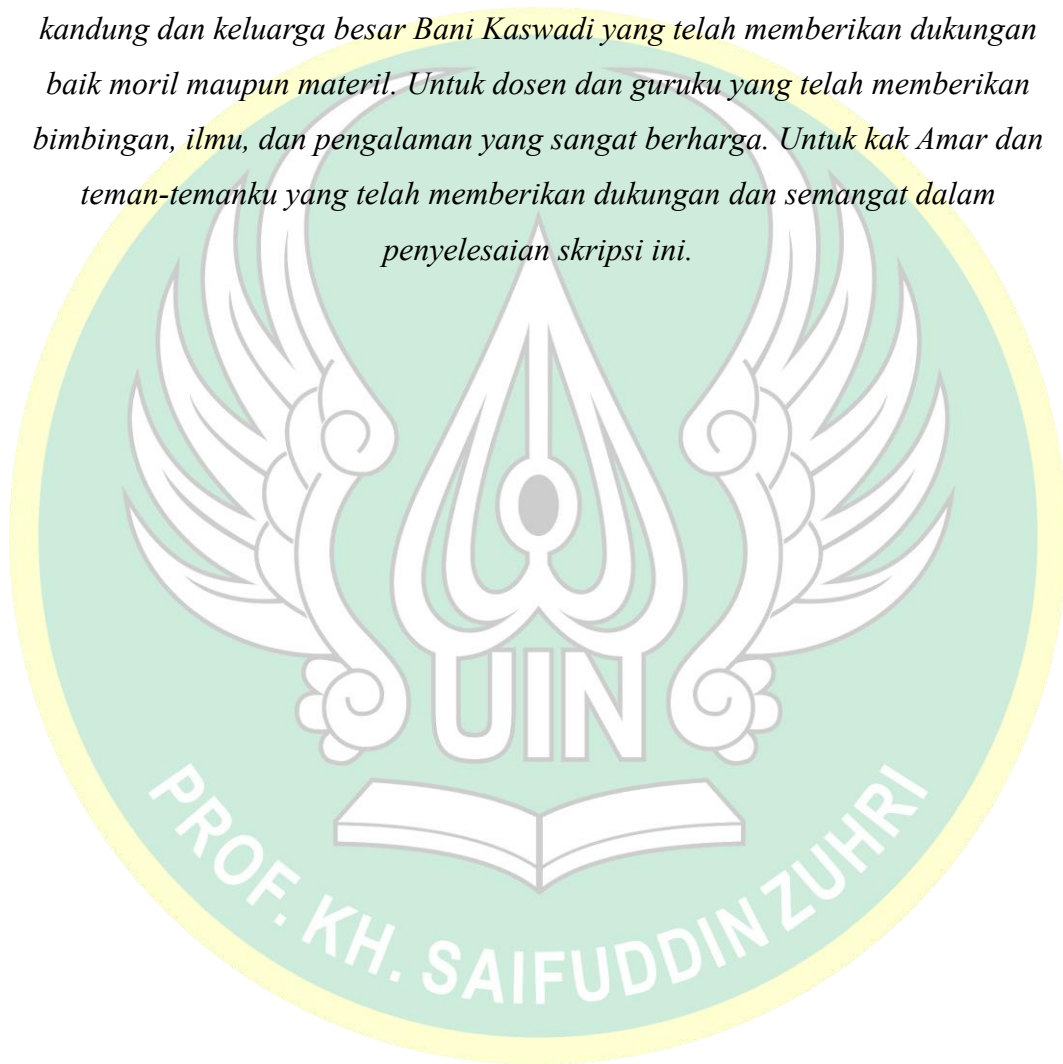 kandung dan keluarga besar Bani Kaswadi yang telah memberikan dukungan
baik moril maupun materil. Untuk dosen dan guruku yang telah memberikan
bimbingan, ilmu, dan pengalaman yang sangat berharga. Untuk kak Amar dan
teman-temanku yang telah memberikan dukungan dan semangat dalam
penyelesaian skripsi ini.
UIN
PROF. KH. SAIFUDDIN ZUHRI